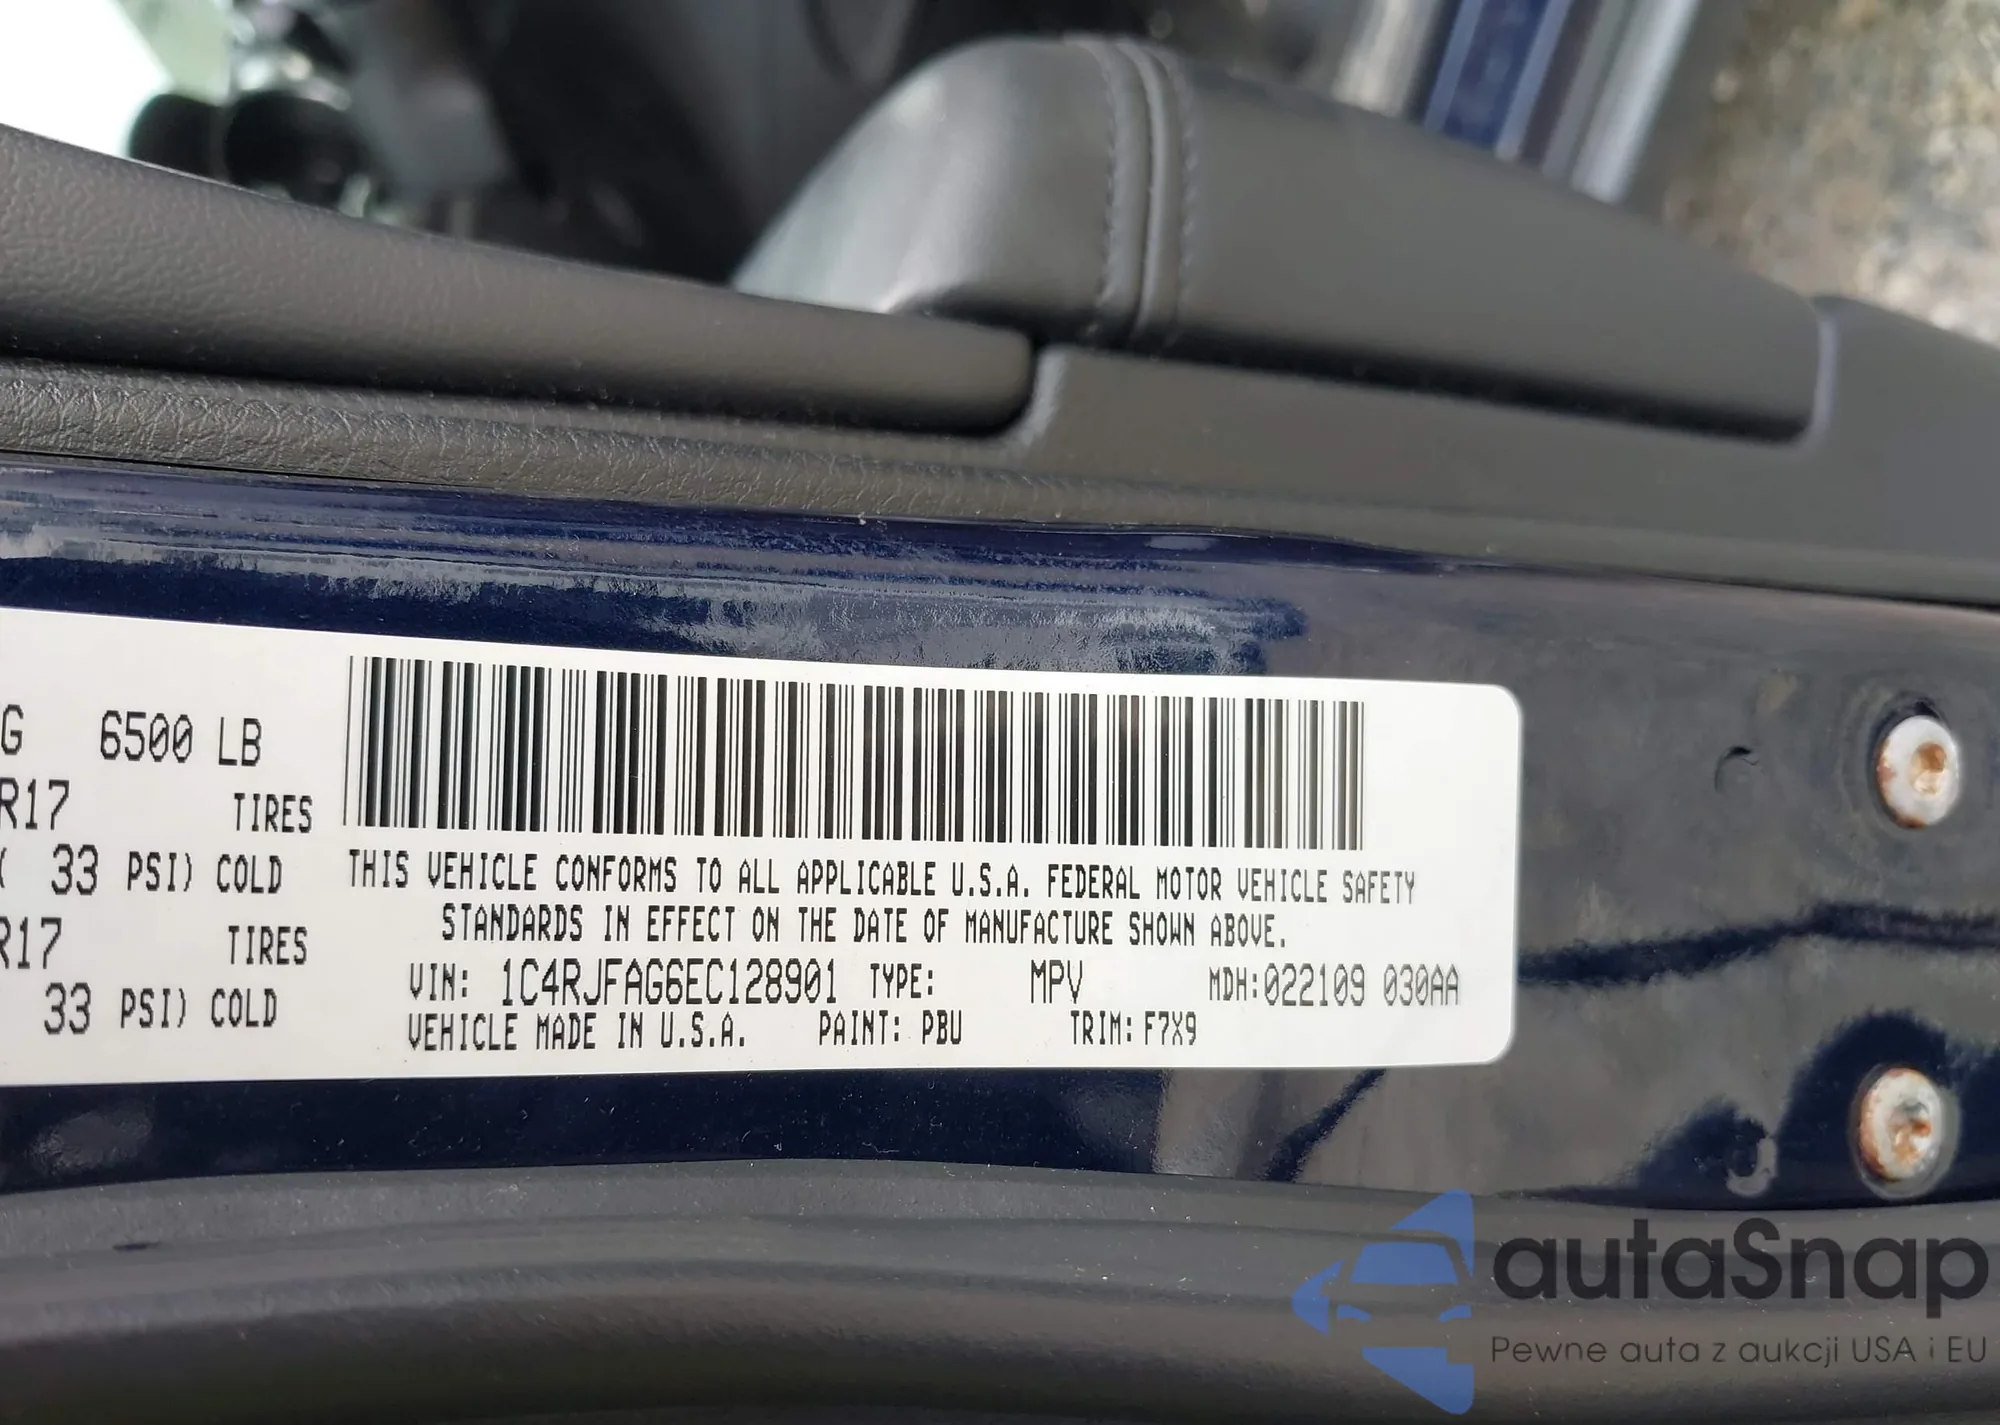 G 6500 LB
R17 TIRES
( 33 PSI) COLD
R17 TIRES
33 PSI) COLD
THIS VEHICLE CONFORMS TO ALL APPLICABLE U.S.A. FEDERAL MOTOR VEHICLE SAFETY
STANDARDS IN EFFECT ON THE DATE OF MANUFACTURE SHOWN ABOVE.
VIN: 1C4RJFAG6EC128901 TYPE: MPV MDH:022109 030AA
VEHICLE MADE IN U.S.A. PAINT: PBU TRIM: F7X9
autaSnap
Pewne auta z aukcji USA i EU